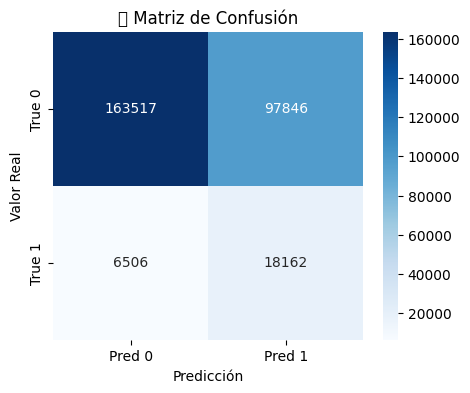 ▯ Matriz de Confusión
True 0
163517
97846
True 1
6506
18162
Pred 0
Pred 1
Valor Real
Predicción
160000
140000
120000
100000
80000
60000
40000
20000